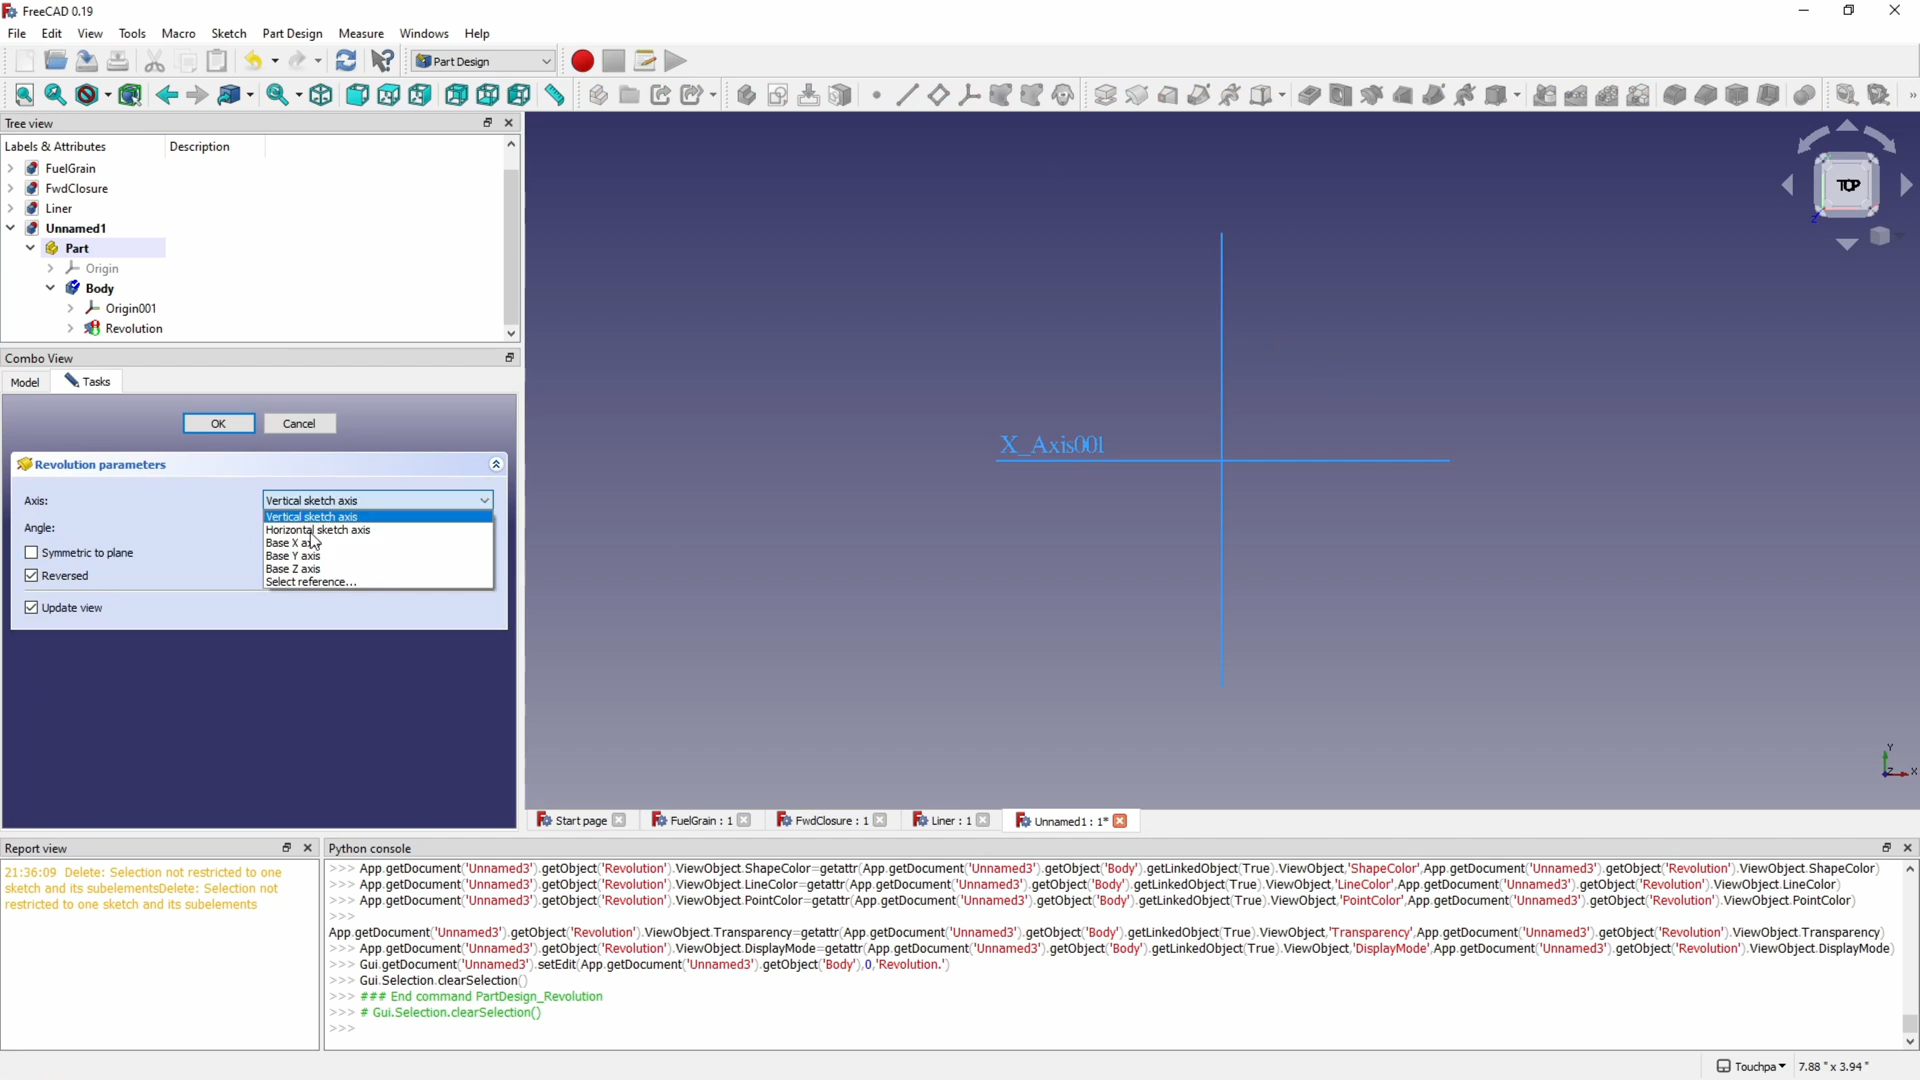 FreeCAD 0.19
File Edit View Tools Macro Sketch Part Design Measure Windows Help
Part Design
Tree view
Labels & Attributes Description
FuelGrain
FwdClosure
Liner
Unnamed1
Part
Origin
Body
Origin001
Revolution
Combo View
Model Tasks
OK Cancel
Revolution parameters
Axis: Vertical sketch axis
Vertical sketch axis
Angle:
Horizontal sketch axis
Base X
Symmetric to plane
Base Y axis
Base Z axis
Reversed
Select reference...
Update view
X_Axis001
TOP
Z
Y
Z X
Start page FuelGrain : 1 FwdClosure : 1 Liner : 1 Unnamed1 : 1*
Report view
21:36:09 Delete: Selection not restricted to one
sketch and its subelementsDelete: Selection not
restricted to one sketch and its subelements
Python console
>>> App.getDocument('Unnamed3').getObject('Revolution').ViewObject.ShapeColor=getattr(App.getDocument('Unnamed3').getObject('Body').getLinkedObject(True).ViewObject,'ShapeColor',App.getDocument('Unnamed3').getObject('Revolution').ViewObject.ShapeColor)
>>> App.getDocument('Unnamed3').getObject('Revolution').ViewObject.LineColor=getattr(App.getDocument('Unnamed3').getObject('Body').getLinkedObject(True).ViewObject,'LineColor',App.getDocument('Unnamed3').getObject('Revolution').ViewObject.LineColor)
>>> App.getDocument('Unnamed3').getObject('Revolution').ViewObject.PointColor=getattr(App.getDocument('Unnamed3').getObject('Body').getLinkedObject(True).ViewObject,'PointColor',App.getDocument('Unnamed3').getObject('Revolution').ViewObject.PointColor)
>>>
App.getDocument('Unnamed3').getObject('Revolution').ViewObject.Transparency=getattr(App.getDocument('Unnamed3').getObject('Body').getLinkedObject(True).ViewObject,'Transparency',App.getDocument('Unnamed3').getObject('Revolution').ViewObject.Transparency)
>>> App.getDocument('Unnamed3').getObject('Revolution').ViewObject.DisplayMode=getattr(App.getDocument('Unnamed3').getObject('Body').getLinkedObject(True).ViewObject,'DisplayMode',App.getDocument('Unnamed3').getObject('Revolution').ViewObject.DisplayMode)
>>> Gui.getDocument('Unnamed3').setEdit(App.getDocument('Unnamed3').getObject('Body'),0,'Revolution.')
>>> Gui.Selection.clearSelection()
>>> ### End command PartDesign_Revolution
>>> # Gui.Selection.clearSelection()
>>>
Touchpa 7.88 " x 3.94 "